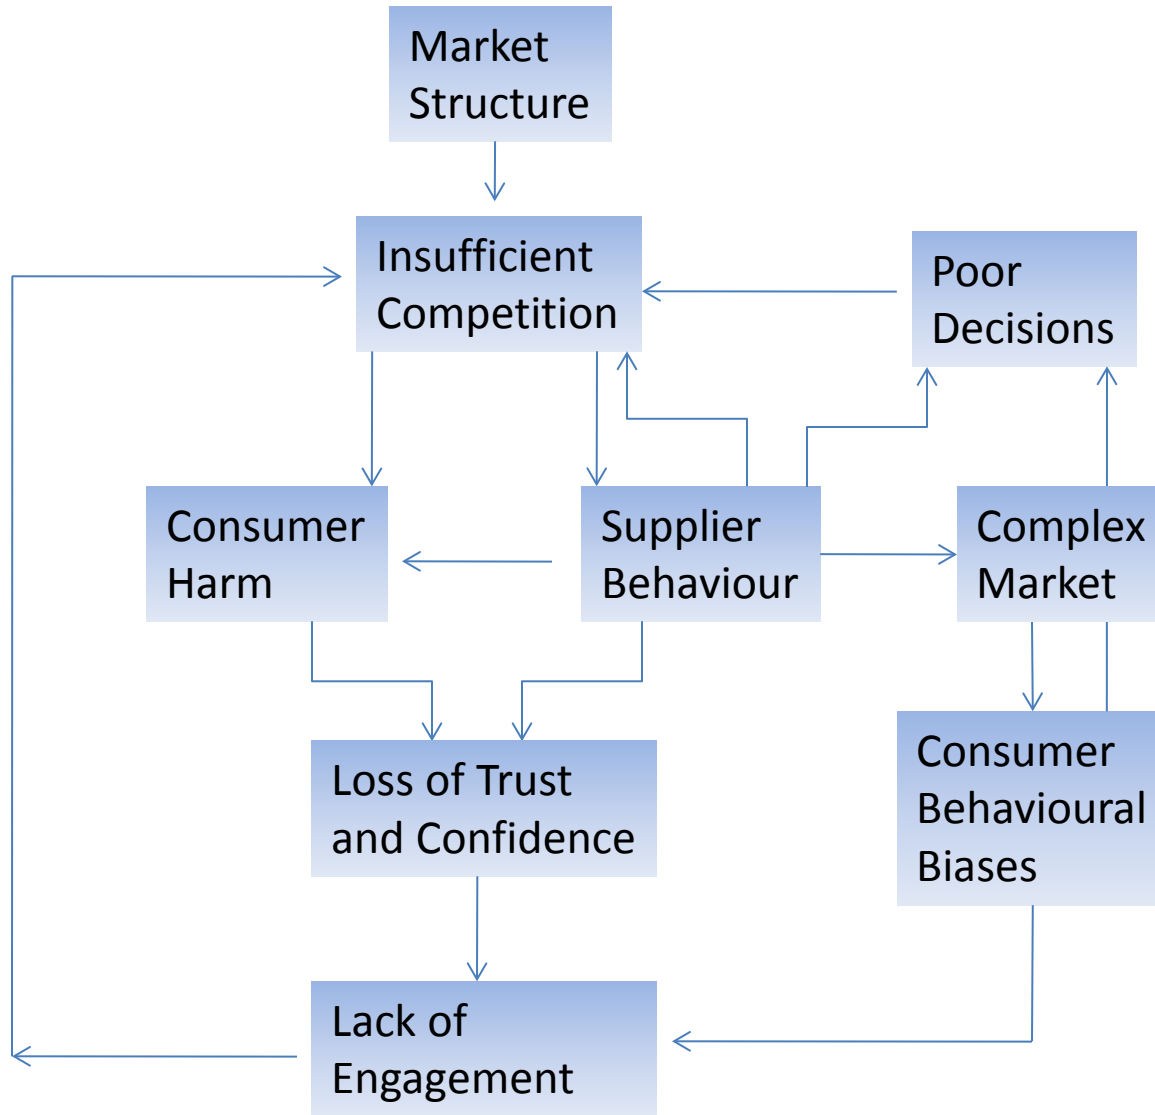 Market
Structure
Insufficient
Competition
Poor
Decisions
Consumer
Harm
Supplier
Behaviour
Complex
Market
Loss of Trust
and Confidence
Consumer
Behavioural
Biases
Lack of
Engagement